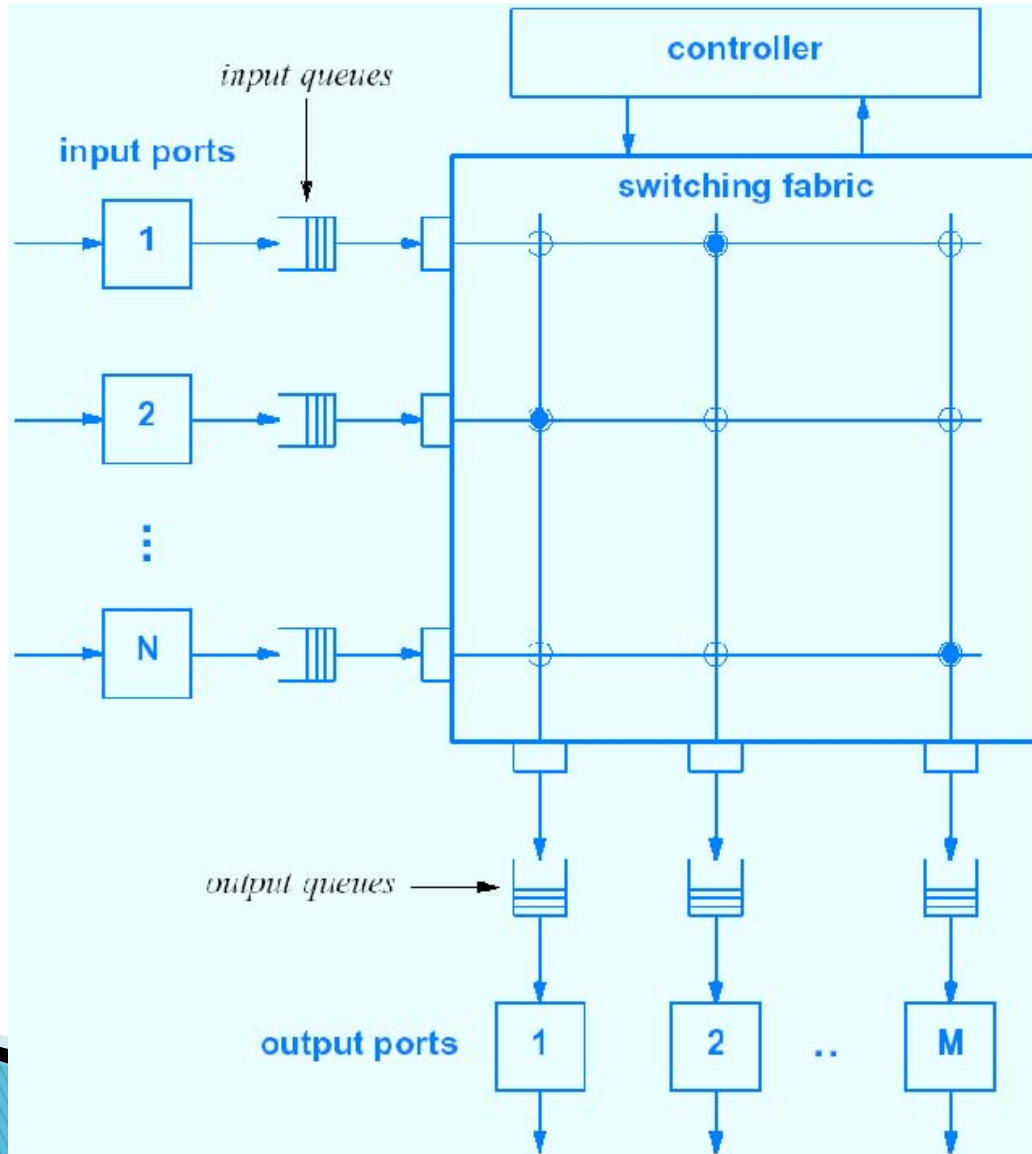 controller
input queues
input ports
switching fabric
1
2
⋮
N
output queues
output ports
1
2
..
M